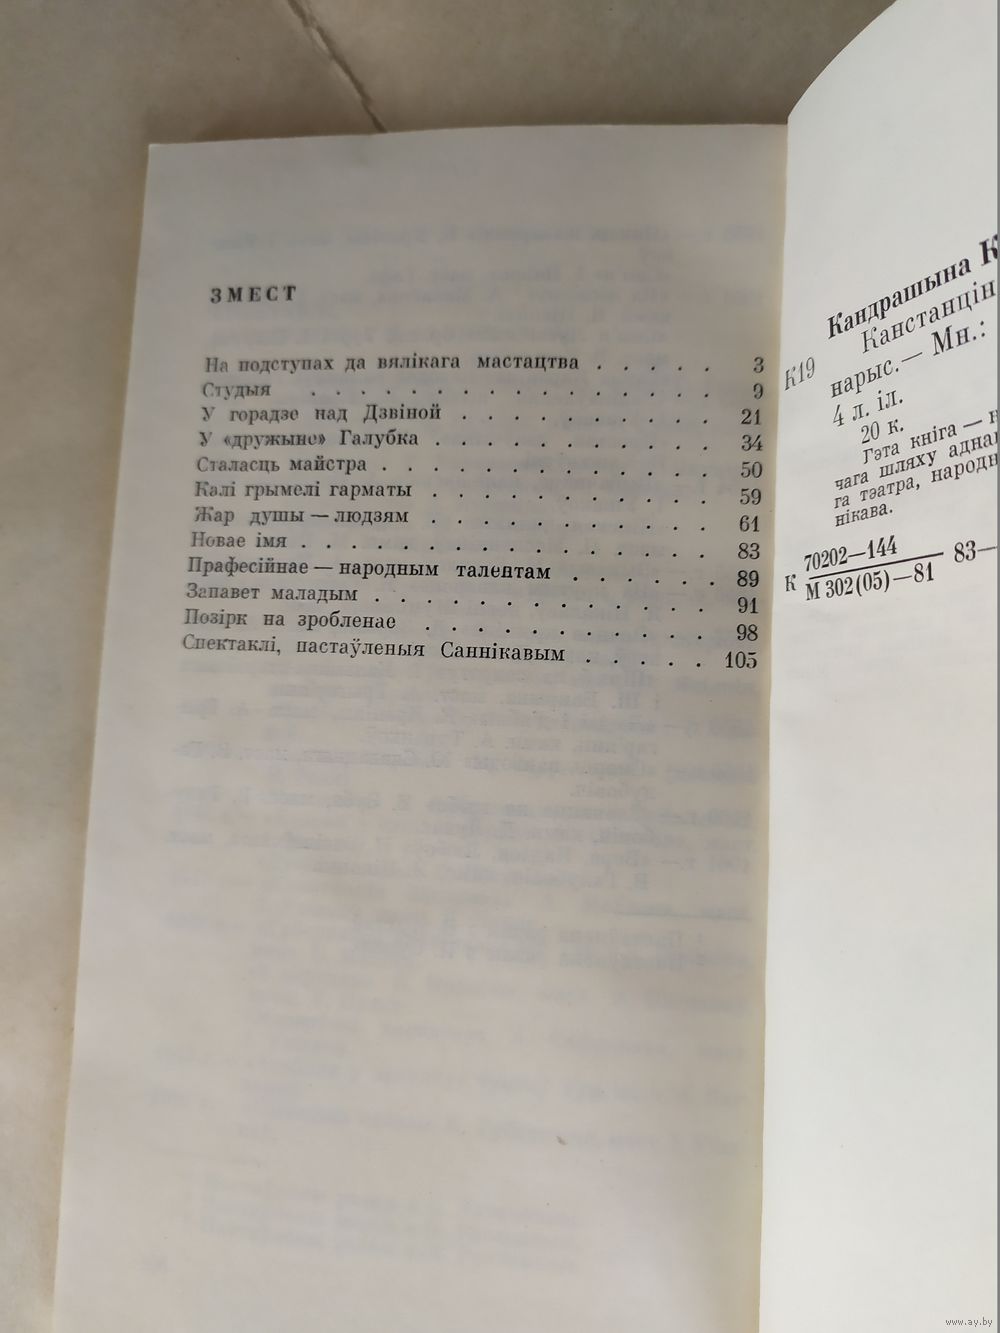 ЗМЕСТ
На подступах да вялікага мастацтва . . . . . 3
Студыя . . . . . . . . . . . . . . . 9
У горадзе над Дзвіной . . . . . . . . . 21
У «дружыне» Галубка . . . . . . . . . . 34
Сталасць майстра . . . . . . . . . . . . 50
Калі грымелі гарматы . . . . . . . . . . 59
Жар душы — людзям . . . . . . . . . . 61
Новае імя . . . . . . . . . . . . . . 83
Прафесійнае — народным талентам . . . . . . 89
Запавет маладым . . . . . . . . . . . . 91
Позірк на зробленае . . . . . . . . . . 98
Спектаклі, пастаўленыя Саннікавым . . . . . 105
Кандрашына К
Канстанцін
К19
нарыс.— Мн.:
4 л. іл.
20 к.
Гэта кніга —
чага шляху адна
га тэатра, народн
нікава.
К 70202—144
М 302(05)—81
83—
www.ay.by